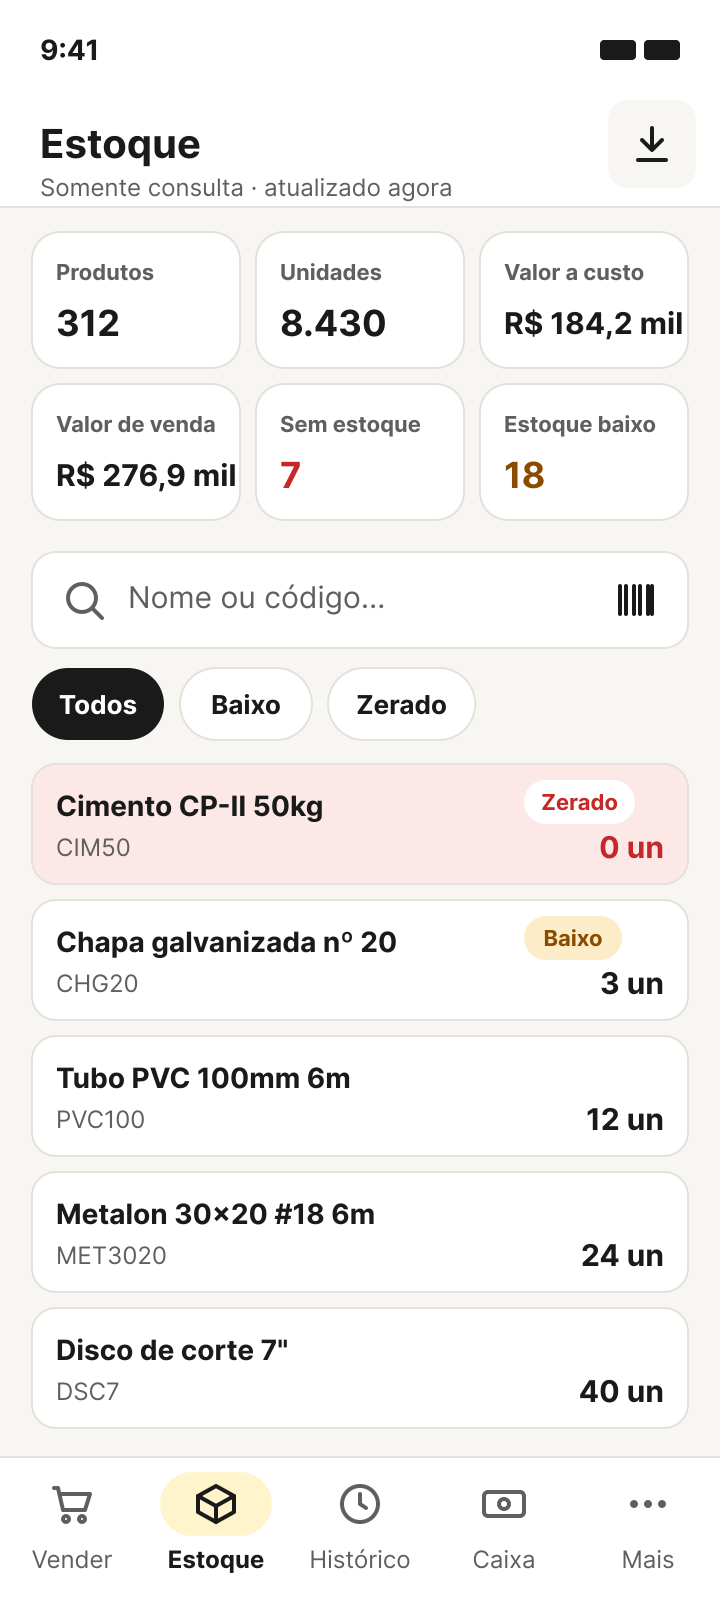 9:41
Estoque
Somente consulta · atualizado agora
Produtos
312
Unidades
8.430
Valor a custo
R$ 184,2 mil
Valor de venda
R$ 276,9 mil
Sem estoque
7
Estoque baixo
18
Nome ou código...
Todos
Baixo
Zerado
Cimento CP-II 50kg
Zerado
CIM50
0 un
Chapa galvanizada nº 20
Baixo
CHG20
3 un
Tubo PVC 100mm 6m
PVC100
12 un
Metalon 30×20 #18 6m
MET3020
24 un
Disco de corte 7"
DSC7
40 un
Vender
Estoque
Histórico
Caixa
Mais